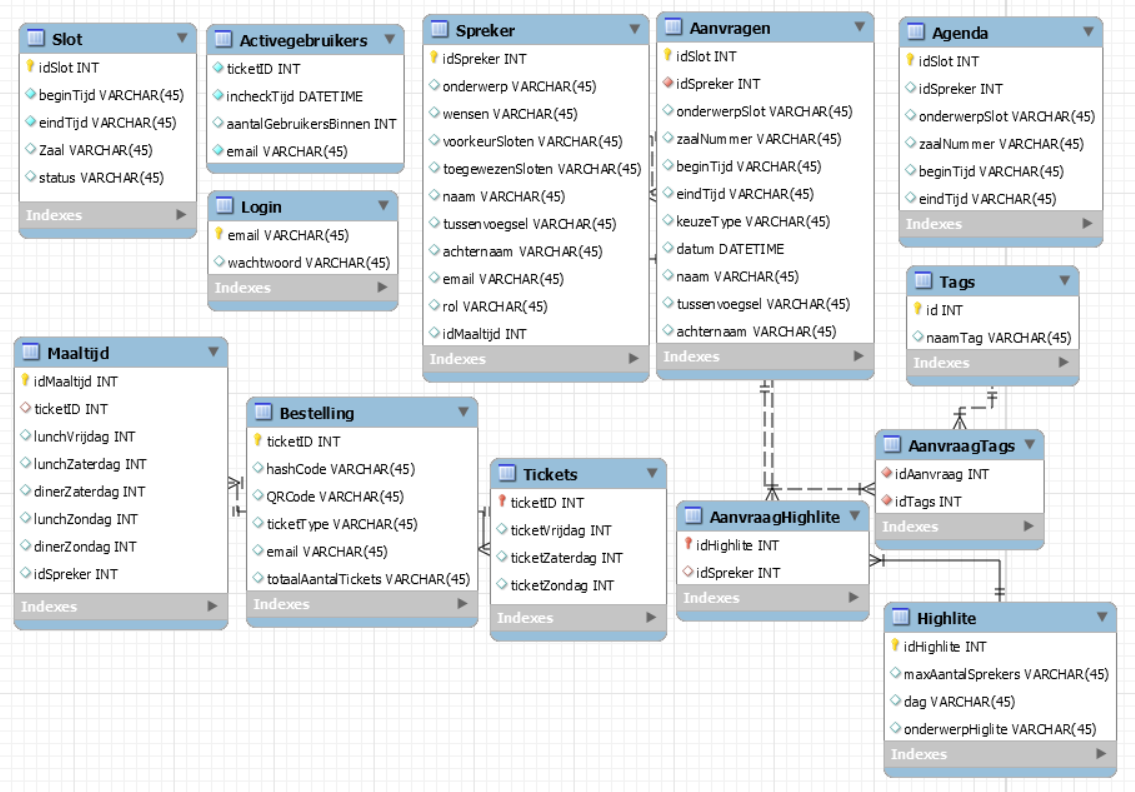 Slot
idSlot INT
beginTijd VARCHAR(45)
eindTijd VARCHAR(45)
Zaal VARCHAR(45)
status VARCHAR(45)
Indexes
Activegebruikers
ticketID INT
incheckTijd DATETIME
aantalGebruikersBinnen INT
email VARCHAR(45)
Login
email VARCHAR(45)
wachtwoord VARCHAR(45)
Indexes
Spreker
idSpreker INT
onderwerp VARCHAR(45)
wensen VARCHAR(45)
voorkeurSloten VARCHAR(45)
toegewezenSloten VARCHAR(45)
naam VARCHAR(45)
tussenvoegsel VARCHAR(45)
achternaam VARCHAR(45)
email VARCHAR(45)
rol VARCHAR(45)
idMaaltijd INT
Indexes
Aanvragen
idSlot INT
idSpreker INT
onderwerpSlot VARCHAR(45)
zaalNummer VARCHAR(45)
beginTijd VARCHAR(45)
eindTijd VARCHAR(45)
keuzeType VARCHAR(45)
datum DATETIME
naam VARCHAR(45)
tussenvoegsel VARCHAR(45)
achternaam VARCHAR(45)
Indexes
Agenda
idSlot INT
idSpreker INT
onderwerpSlot VARCHAR(45)
zaalNummer VARCHAR(45)
beginTijd VARCHAR(45)
eindTijd VARCHAR(45)
Indexes
Tags
id INT
naamTag VARCHAR(45)
Indexes
Maaltijd
idMaaltijd INT
ticketID INT
lunchVrijdag INT
lunchZaterdag INT
dinerZaterdag INT
lunchZondag INT
dinerZondag INT
idSpreker INT
Indexes
Bestelling
ticketID INT
hashCode VARCHAR(45)
QRCode VARCHAR(45)
ticketType VARCHAR(45)
email VARCHAR(45)
totaalAantalTickets VARCHAR(45)
Indexes
Tickets
ticketID INT
ticketVrijdag INT
ticketZaterdag INT
ticketZondag INT
Indexes
AanvraagHighlite
idHighlite INT
idSpreker INT
Indexes
AanvraagTags
idAanvraag INT
idTags INT
Indexes
Highlite
idHighlite INT
maxAantalSprekers VARCHAR(45)
dag VARCHAR(45)
onderwerpHiglite VARCHAR(45)
Indexes